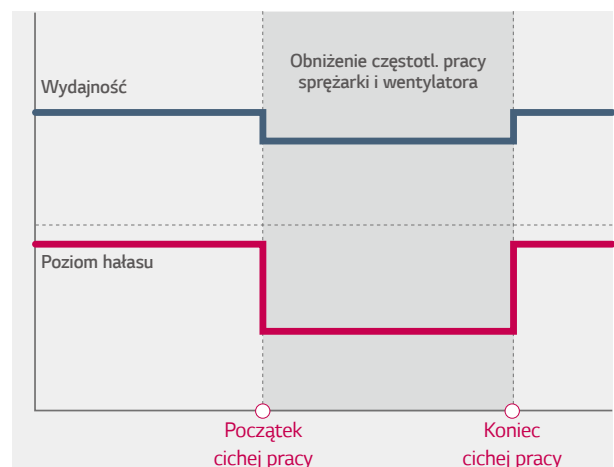 Obniżenie częstotl. pracy
sprężarki i wentylatora
Wydajność
Poziom hałasu
Początek
cichej pracy
Koniec
cichej pracy